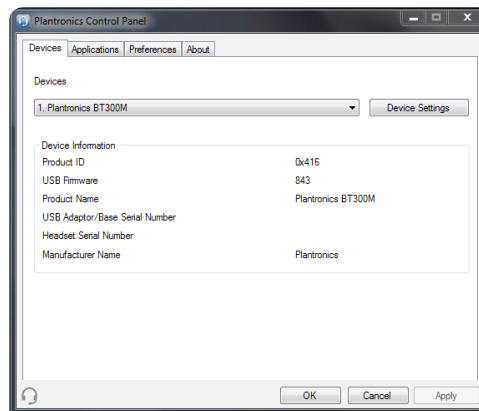 Plantronics Control Panel
Devices Applications Preferences About
Devices
1. Plantronics BT300M Device Settings
Device Information
Product ID 0x416
USB Firmware 843
Product Name Plantronics BT300M
USB Adaptor/Base Serial Number
Headset Serial Number
Manufacturer Name Plantronics
OK Cancel Apply